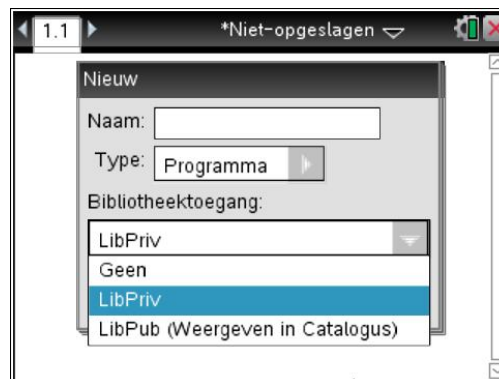 1.1 *Niet-opgeslagen
Nieuw
Naam:
Type: Programma
Bibliotheektoegang:
LibPriv
Geen
LibPriv
LibPub (Weergeven in Catalogus)